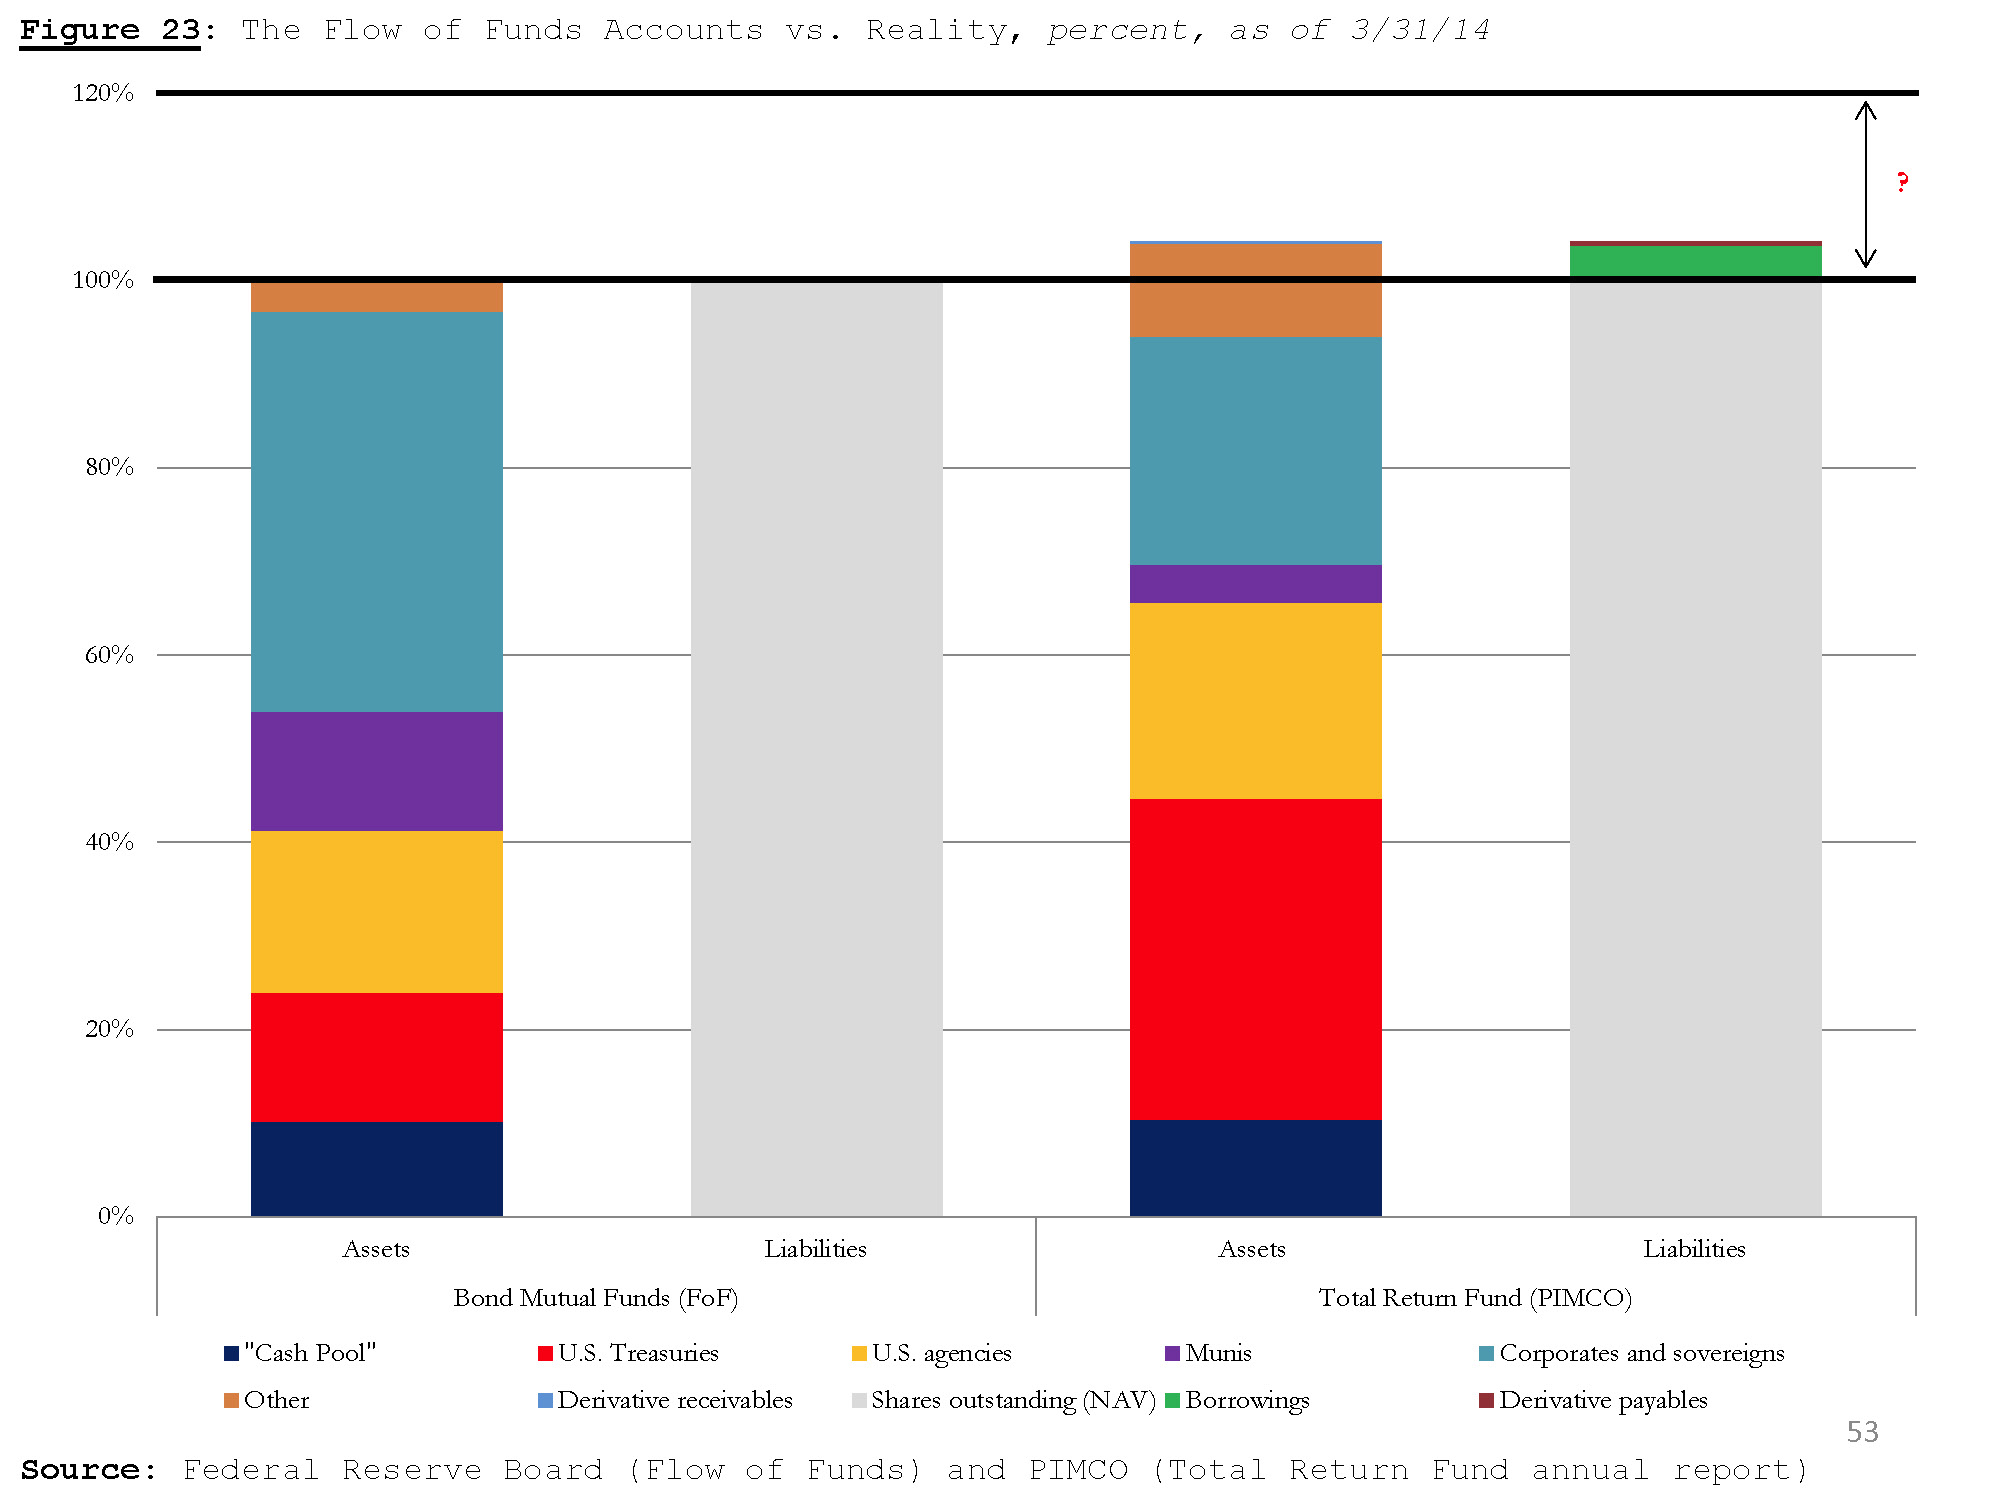 Figure 23: The Flow of Funds Accounts vs. Reality, percent, as of 3/31/14
120%
?
100%
80%
60%
40%
20%
0%
Assets Liabilities Assets Liabilities
Bond Mutual Funds (FoF) Total Return Fund (PIMCO)
"Cash Pool" U.S. Treasuries U.S. agencies Munis Corporates and sovereigns
Other Derivative receivables Shares outstanding (NAV) Borrowings Derivative payables
53
Source: Federal Reserve Board (Flow of Funds) and PIMCO (Total Return Fund annual report)